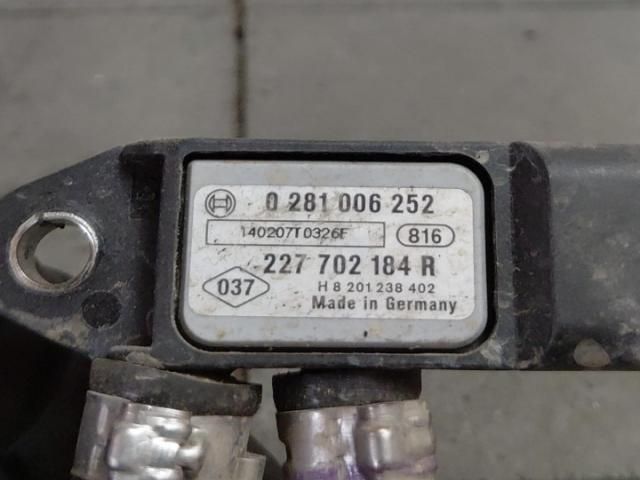 0 281 006 252
140207T0326F 816
227 702 184 R
037 H 8 201 238 402
Made in Germany